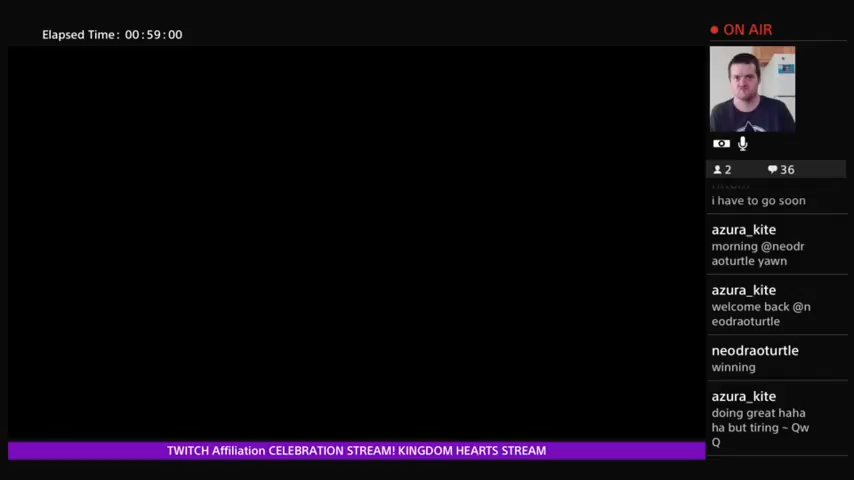 Elapsed Time: 00:59:00
ON AIR
2
36
i have to go soon
azura_kite
morning @neodr
aoturtle yawn
azura_kite
welcome back @n
eodraoturtle
neodraoturtle
winning
azura_kite
doing great haha
ha but tiring ~ Qw
Q
TWITCH Affiliation CELEBRATION STREAM! KINGDOM HEARTS STREAM